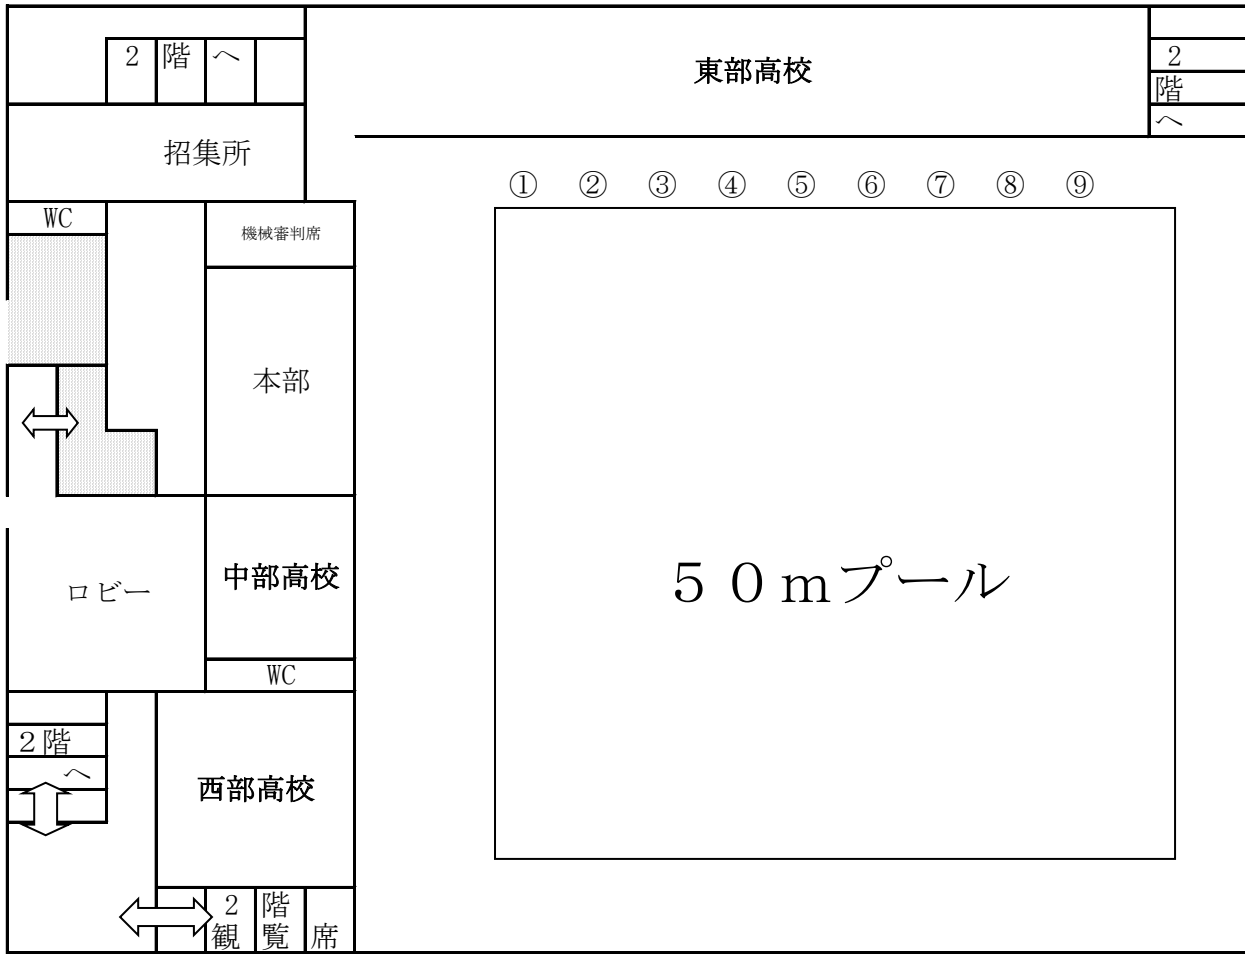 ２階へ
東部高校
２
階
へ
招集所
① ② ③ ④ ⑤ ⑥ ⑦ ⑧ ⑨
WC
機械審判席
本部
ロビー
中部高校
５０ｍプール
WC
２階
へ
西部高校
２階
観覧席